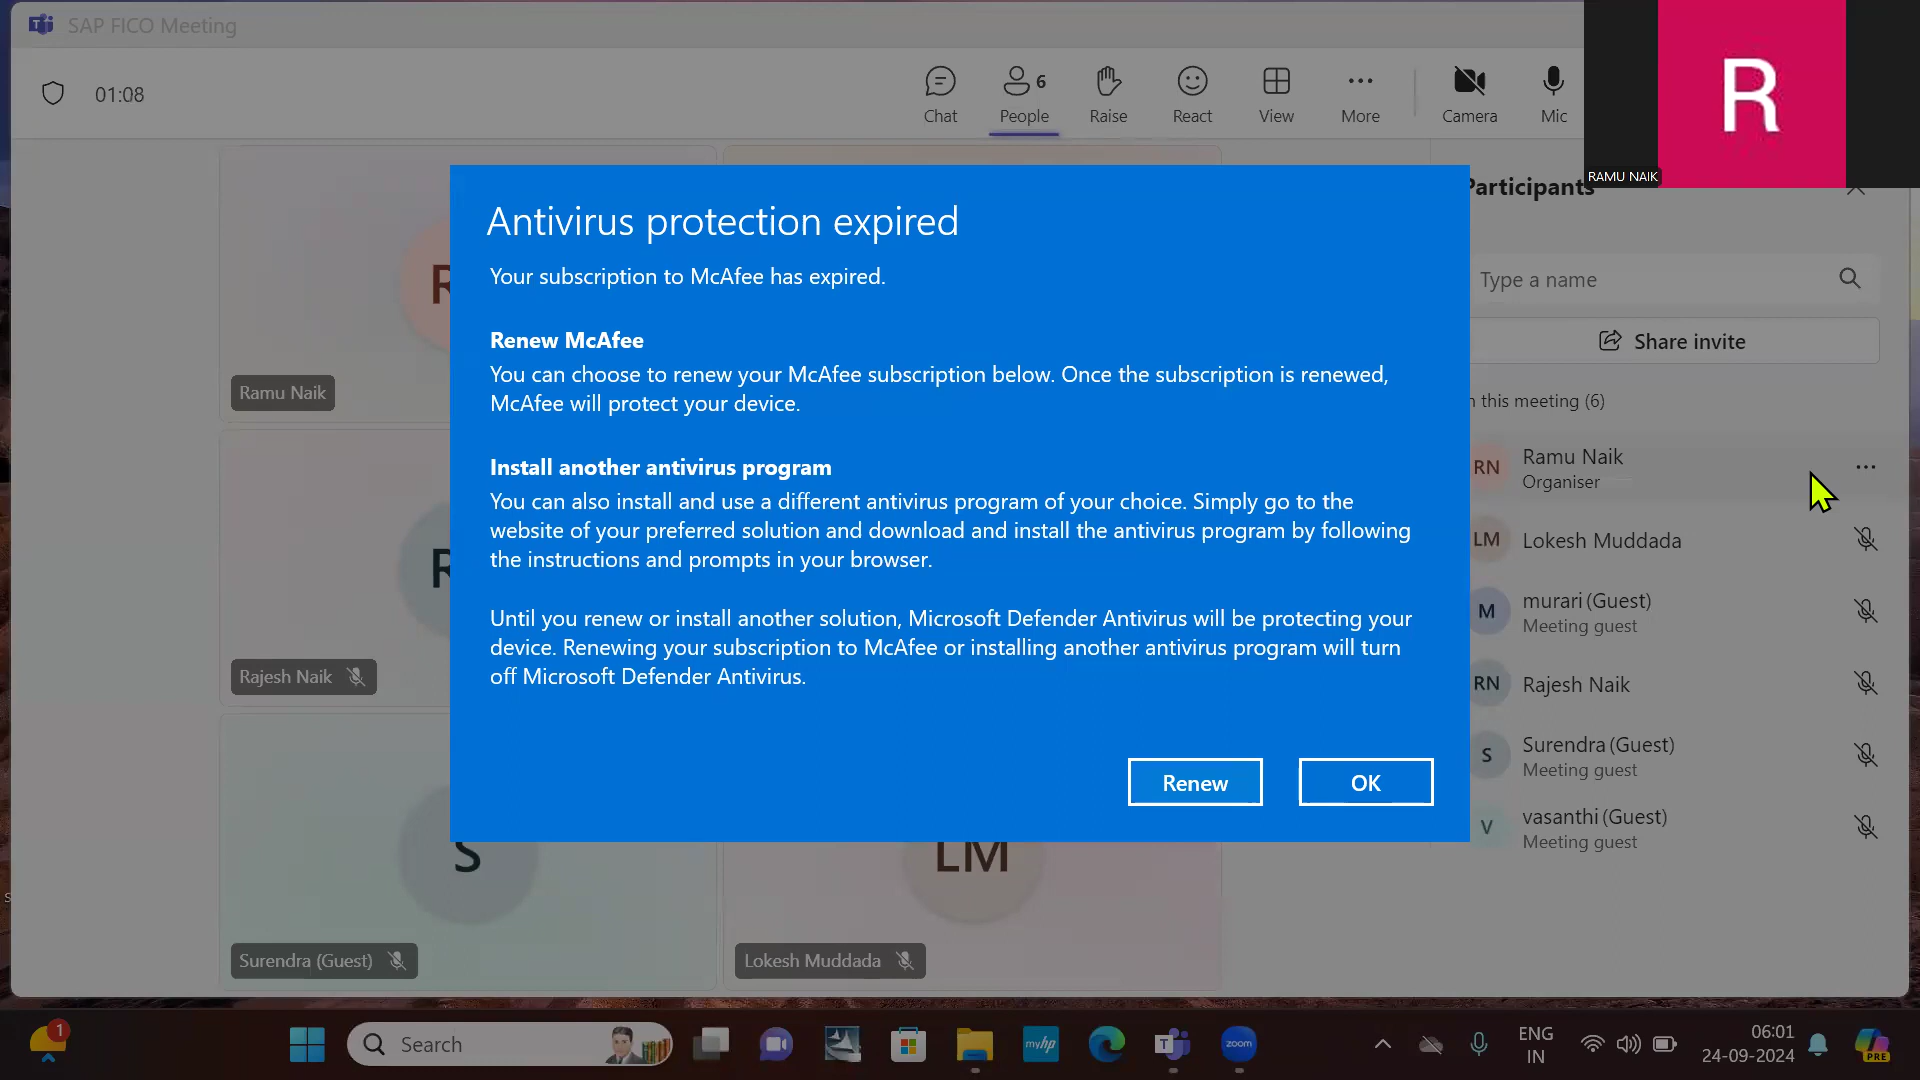 SAP FICO Meeting
01:08
Chat
People
6
Raise
React
View
More
Camera
Mic
R
RAMU NAIK
Antivirus protection expired
Your subscription to McAfee has expired.
Renew McAfee
You can choose to renew your McAfee subscription below. Once the subscription is renewed,
McAfee will protect your device.
Install another antivirus program
You can also install and use a different antivirus program of your choice. Simply go to the
website of your preferred solution and download and install the antivirus program by following
the instructions and prompts in your browser.
Until you renew or install another solution, Microsoft Defender Antivirus will be protecting your
device. Renewing your subscription to McAfee or installing another antivirus program will turn
off Microsoft Defender Antivirus.
Renew
OK
R
Ramu Naik
R
Rajesh Naik
S
Surendra (Guest)
LM
Lokesh Muddada
Participants
Type a name
Share invite
n this meeting (6)
RN
Ramu Naik
Organiser
LM
Lokesh Muddada
M
murari (Guest)
Meeting guest
RN
Rajesh Naik
S
Surendra (Guest)
Meeting guest
V
vasanthi (Guest)
Meeting guest
1
Search
myhp
zoom
ENG
IN
06:01
24-09-2024
PRE